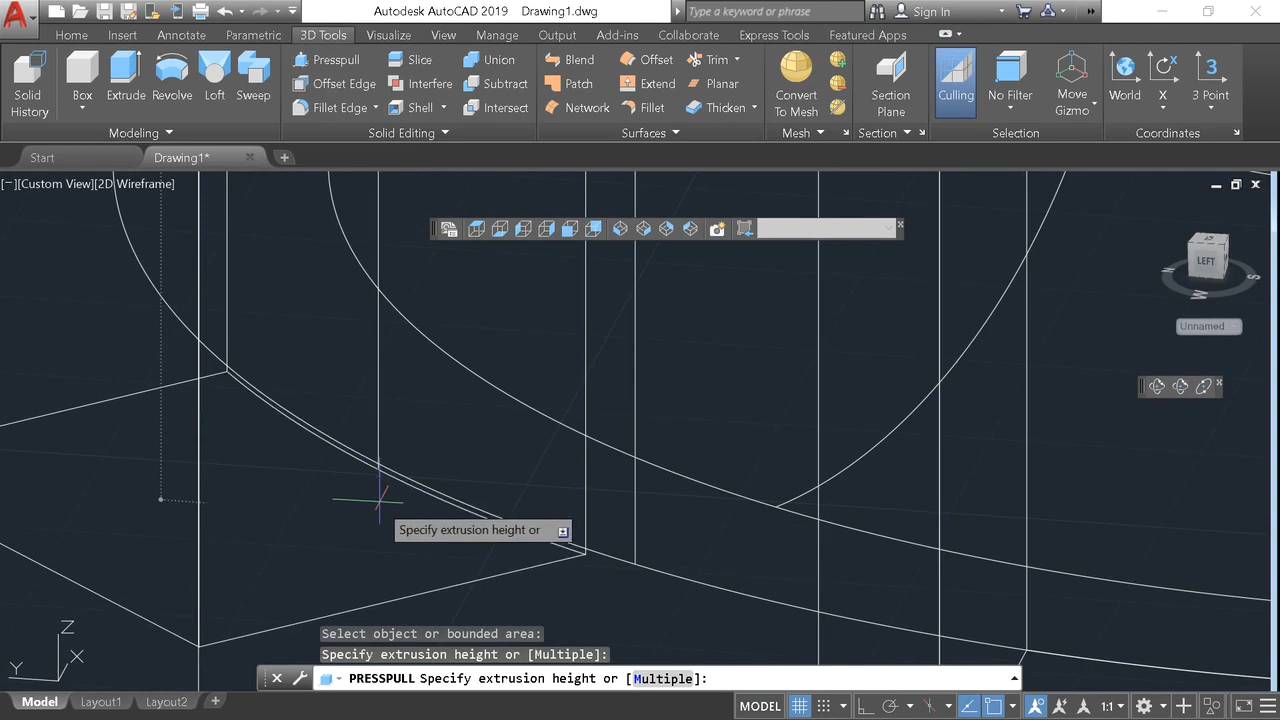 Autodesk AutoCAD 2019 Drawing1.dwg
Type a keyword or phrase
Sign In
Home Insert Annotate Parametric 3D Tools Visualize View Manage Output Add-ins Collaborate Express Tools Featured Apps
Solid History
Box
Extrude
Revolve
Loft
Sweep
Presspull
Offset Edge
Fillet Edge
Slice
Interfere
Shell
Union
Subtract
Intersect
Blend
Patch
Network
Offset
Extend
Fillet
Trim
Planar
Thicken
Convert To Mesh
Section Plane
Culling
No Filter
Move Gizmo
World
X
3 Point
Modeling
Solid Editing
Surfaces
Mesh
Section
Selection
Coordinates
Start
Drawing1*
[−][Custom View][2D Wireframe]
LEFT
N
S
W
Unnamed
Specify extrusion height or
Z
Y
X
Select object or bounded area:
Specify extrusion height or [Multiple]:
PRESSPULL Specify extrusion height or [Multiple]:
Model
Layout1
Layout2
MODEL
1:1